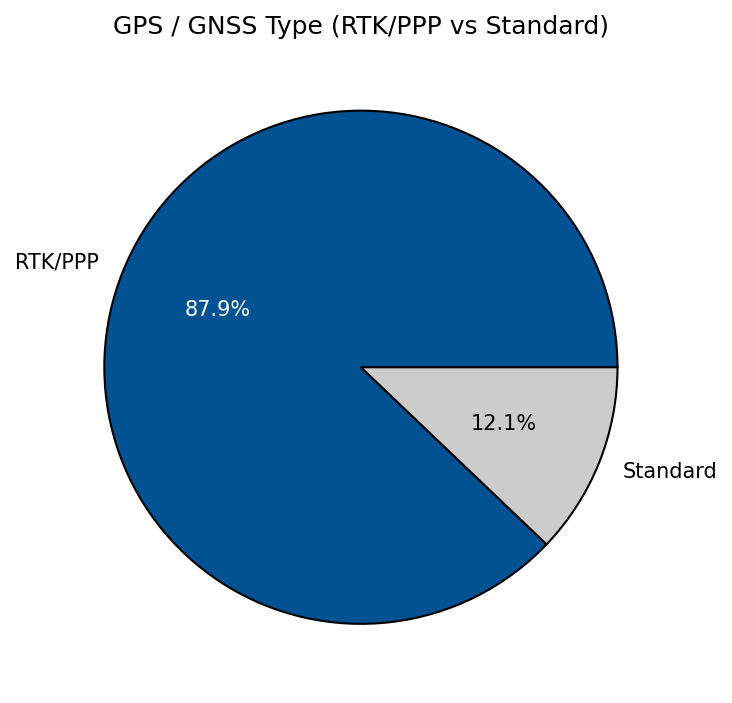 GPS / GNSS Type (RTK/PPP vs Standard)
RTK/PPP
87.9%
12.1%
Standard